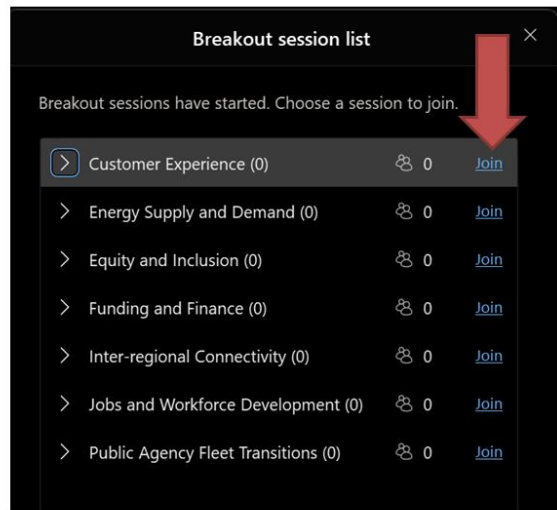 Breakout session list
Breakout sessions have started. Choose a session to join.
Customer Experience (0) 0 Join
Energy Supply and Demand (0) 0 Join
Equity and Inclusion (0) 0 Join
Funding and Finance (0) 0 Join
Inter-regional Connectivity (0) 0 Join
Jobs and Workforce Development (0) 0 Join
Public Agency Fleet Transitions (0) 0 Join